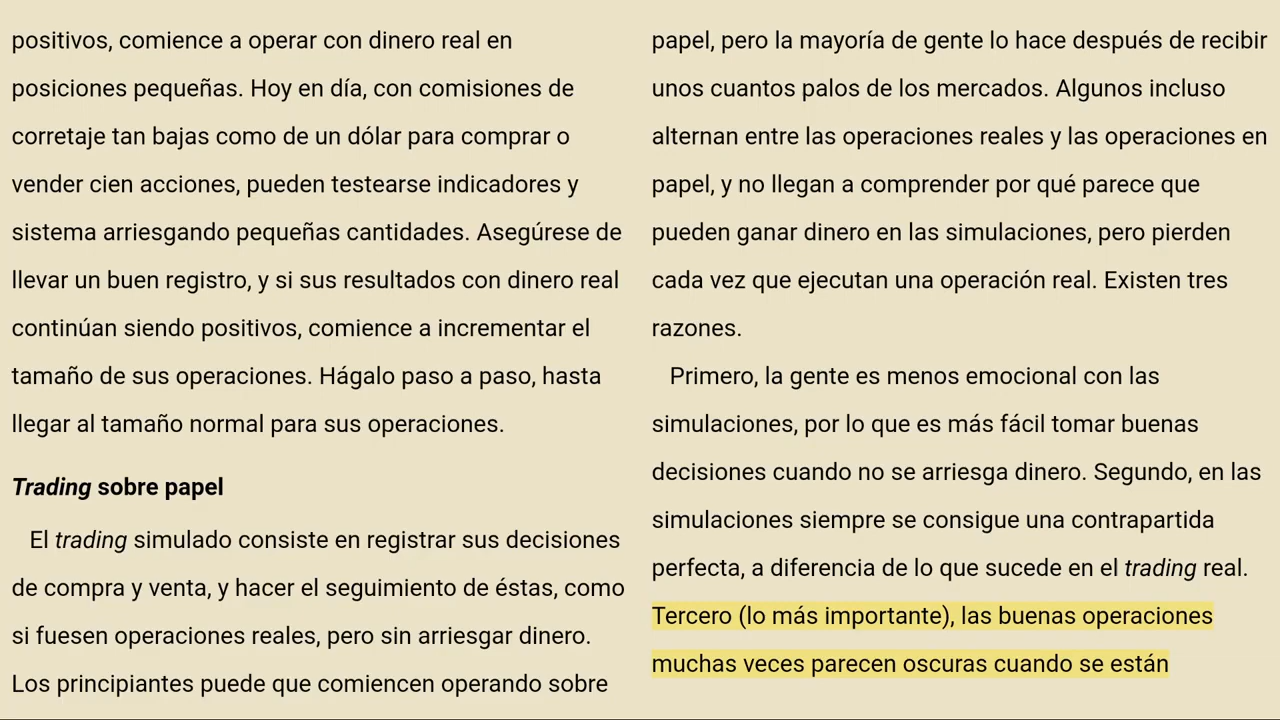 positivos, comience a operar con dinero real en
posiciones pequeñas. Hoy en día, con comisiones de
corretaje tan bajas como de un dólar para comprar o
vender cien acciones, pueden testearse indicadores y
sistema arriesgando pequeñas cantidades. Asegúrese de
llevar un buen registro, y si sus resultados con dinero real
continúan siendo positivos, comience a incrementar el
tamaño de sus operaciones. Hágalo paso a paso, hasta
llegar al tamaño normal para sus operaciones.
Trading sobre papel
El trading simulado consiste en registrar sus decisiones
de compra y venta, y hacer el seguimiento de éstas, como
si fuesen operaciones reales, pero sin arriesgar dinero.
Los principiantes puede que comiencen operando sobre
papel, pero la mayoría de gente lo hace después de recibir
unos cuantos palos de los mercados. Algunos incluso
alternan entre las operaciones reales y las operaciones en
papel, y no llegan a comprender por qué parece que
pueden ganar dinero en las simulaciones, pero pierden
cada vez que ejecutan una operación real. Existen tres
razones.
Primero, la gente es menos emocional con las
simulaciones, por lo que es más fácil tomar buenas
decisiones cuando no se arriesga dinero. Segundo, en las
simulaciones siempre se consigue una contrapartida
perfecta, a diferencia de lo que sucede en el trading real.
Tercero (lo más importante), las buenas operaciones
muchas veces parecen oscuras cuando se están